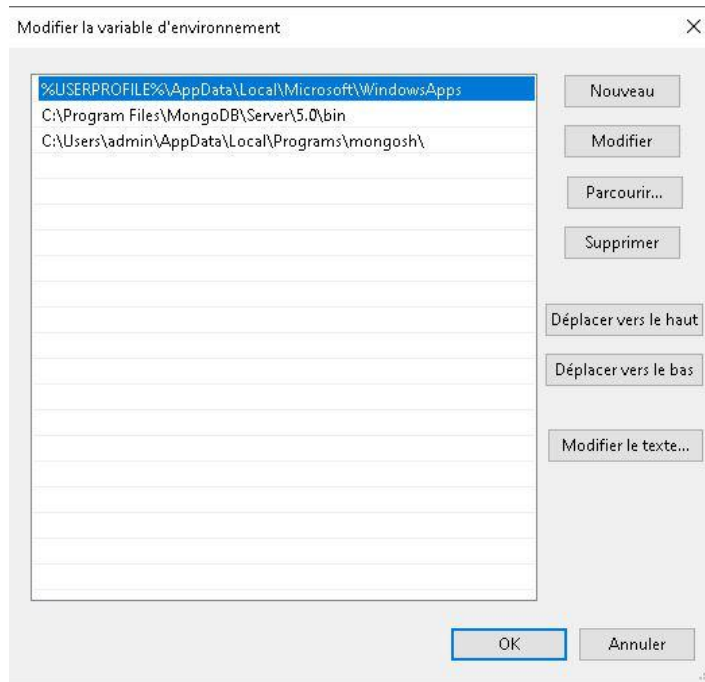 Modifier la variable d'environnement
%USERPROFILE%\AppData\Local\Microsoft\WindowsApps
C:\Program Files\MongoDB\Server\5.0\bin
C:\Users\admin\AppData\Local\Programs\mongosh\
Nouveau
Modifier
Parcourir...
Supprimer
Déplacer vers le haut
Déplacer vers le bas
Modifier le texte...
OK
Annuler